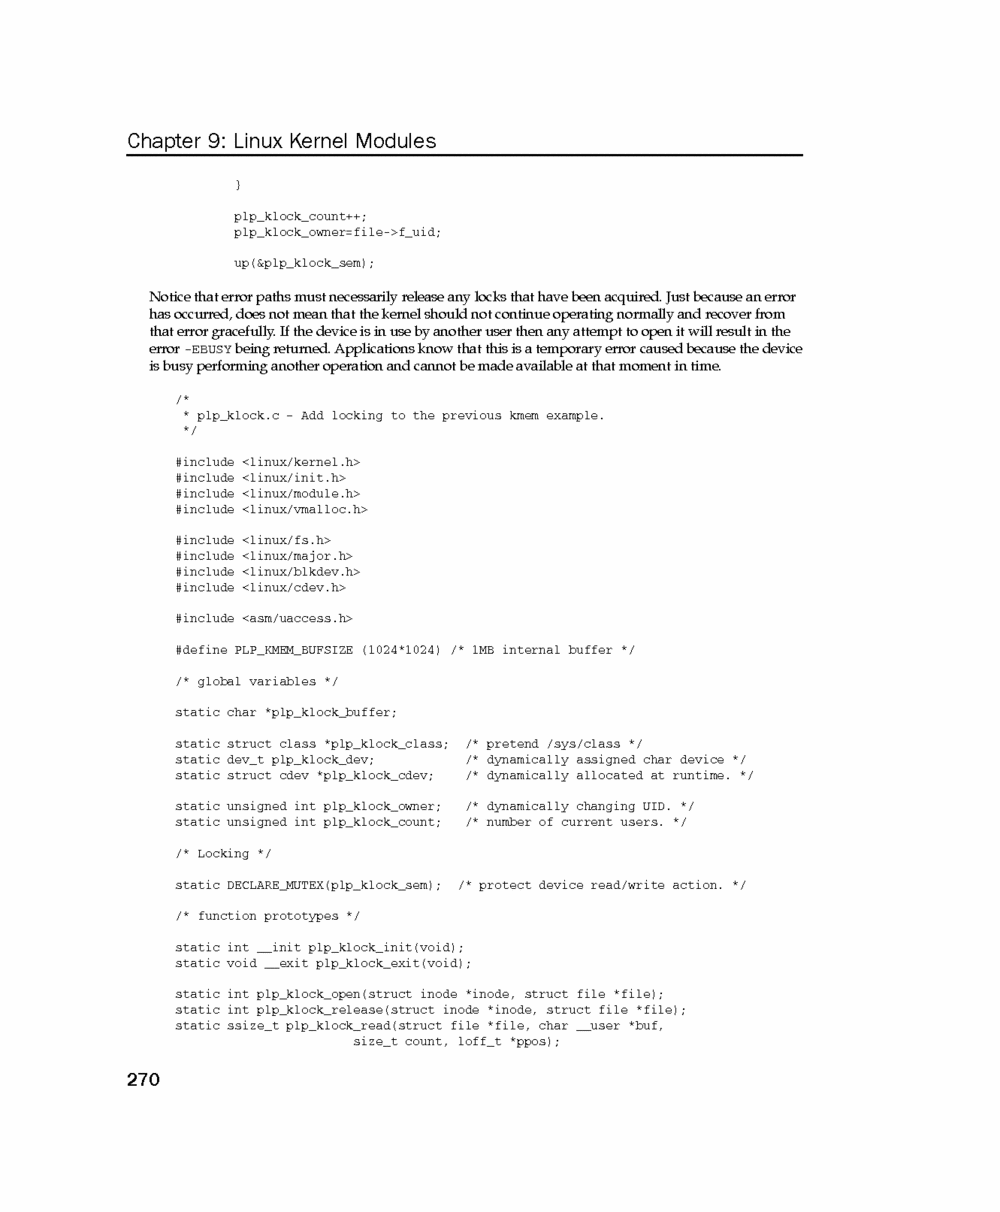 Chapter 9: Linux Kernel Modules
}
plp_klock_count++;
plp_klock_owner=file->f_uid;
up(&plp_klock_sem);
Notice that error paths must necessarily release any locks that have been acquired. Just because an error
has occurred, does not mean that the kernel should not continue operating normally and recover from
that error gracefully. If the device is in use by another user then any attempt to open it will result in the
error -EBUSY being returned. Applications know that this is a temporary error caused because the device
is busy performing another operation and cannot be made available at that moment in time.
/*
* plp_klock.c - Add locking to the previous kmem example.
*/
#include <linux/kernel.h>
#include <linux/init.h>
#include <linux/module.h>
#include <linux/vmalloc.h>
#include <linux/fs.h>
#include <linux/major.h>
#include <linux/blkdev.h>
#include <linux/cdev.h>
#include <asm/uaccess.h>
#define PLP_KMEM_BUFSIZE (1024*1024) /* 1MB internal buffer */
/* global variables */
static char *plp_klock_buffer;
static struct class *plp_klock_class;  /* pretend /sys/class */
static dev_t plp_klock_dev;            /* dynamically assigned char device */
static struct cdev *plp_klock_cdev;    /* dynamically allocated at runtime. */
static unsigned int plp_klock_owner;   /* dynamically changing UID. */
static unsigned int plp_klock_count;   /* number of current users. */
/* Locking */
static DECLARE_MUTEX(plp_klock_sem);  /* protect device read/write action. */
/* function prototypes */
static int __init plp_klock_init(void);
static void __exit plp_klock_exit(void);
static int plp_klock_open(struct inode *inode, struct file *file);
static int plp_klock_release(struct inode *inode, struct file *file);
static ssize_t plp_klock_read(struct file *file, char __user *buf,
size_t count, loff_t *ppos);
270